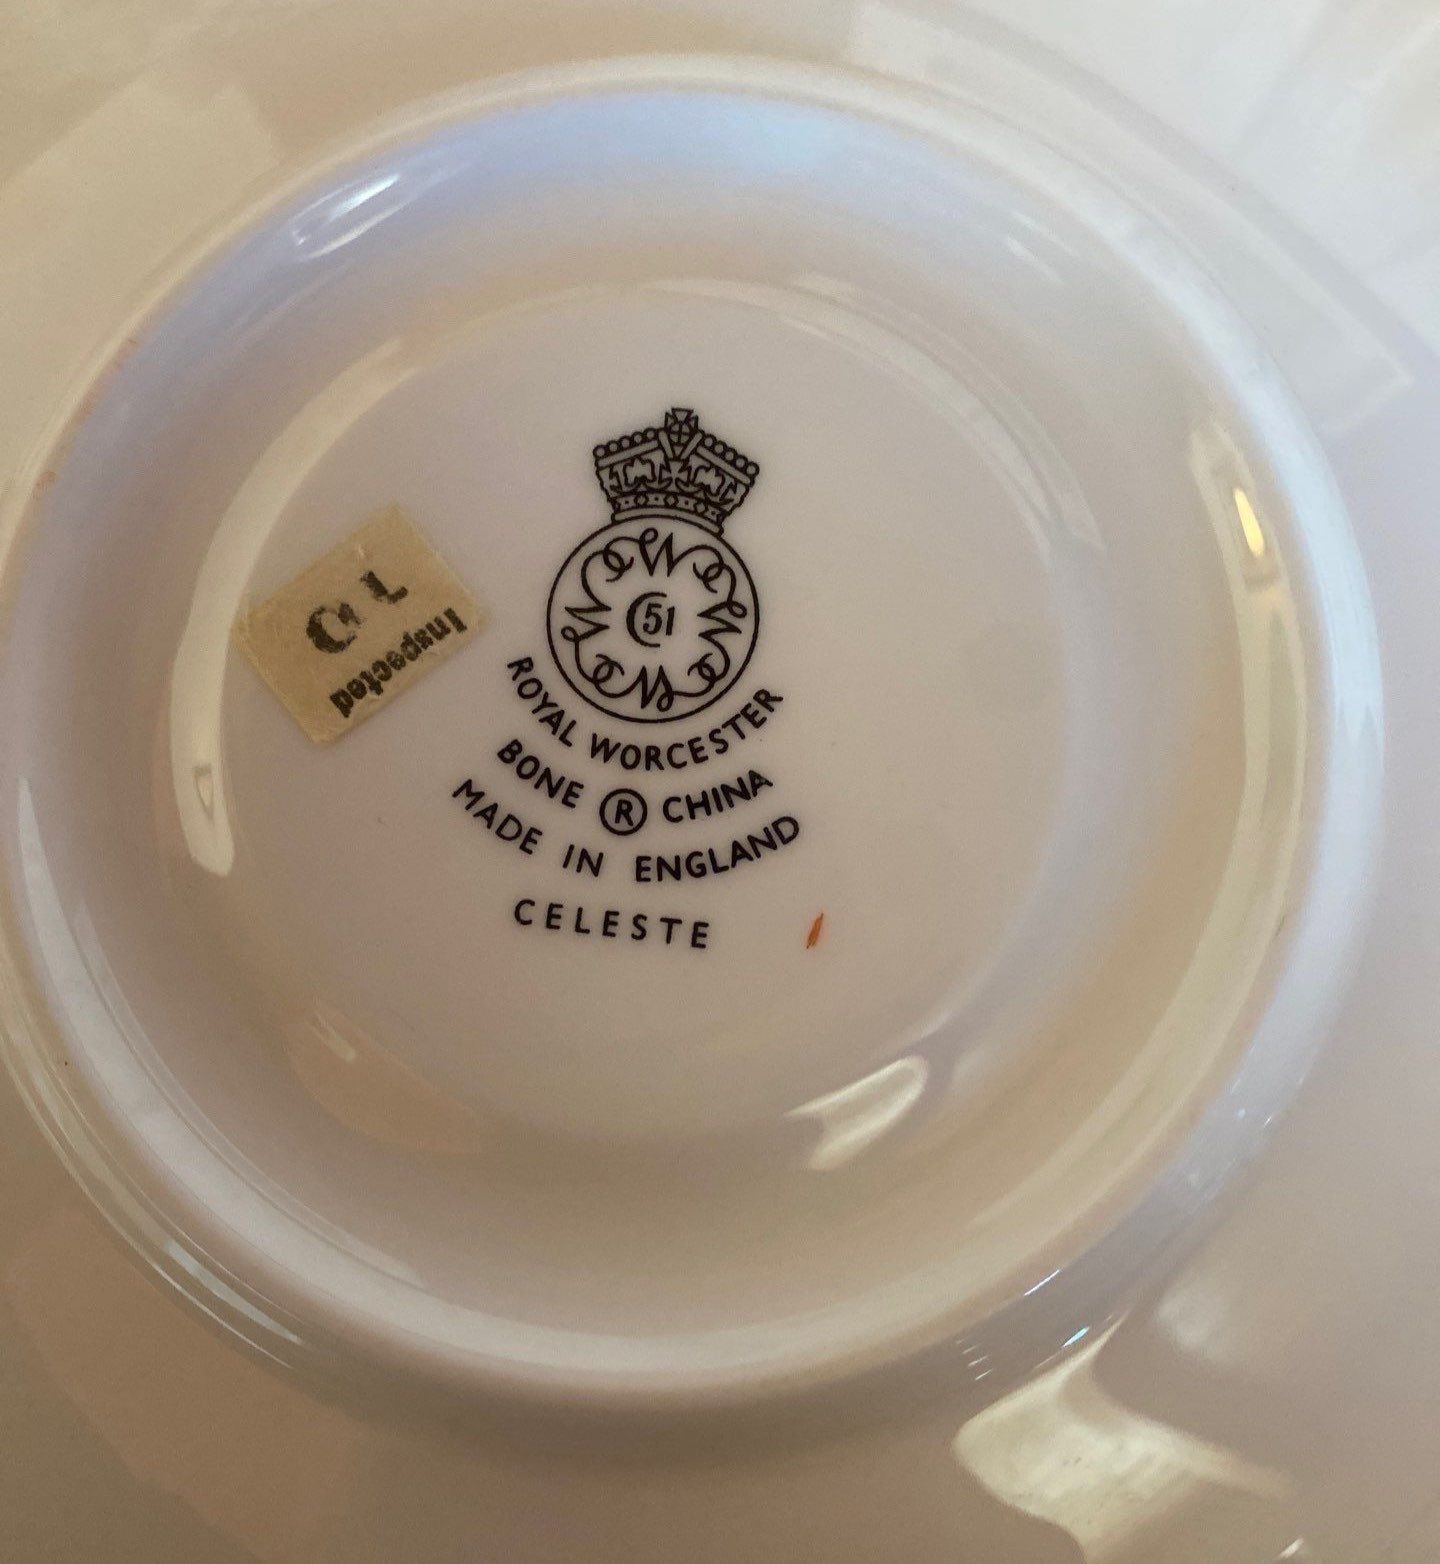 51
ROYAL WORCESTER
BONE ® CHINA
MADE IN ENGLAND
CELESTE
Inspected